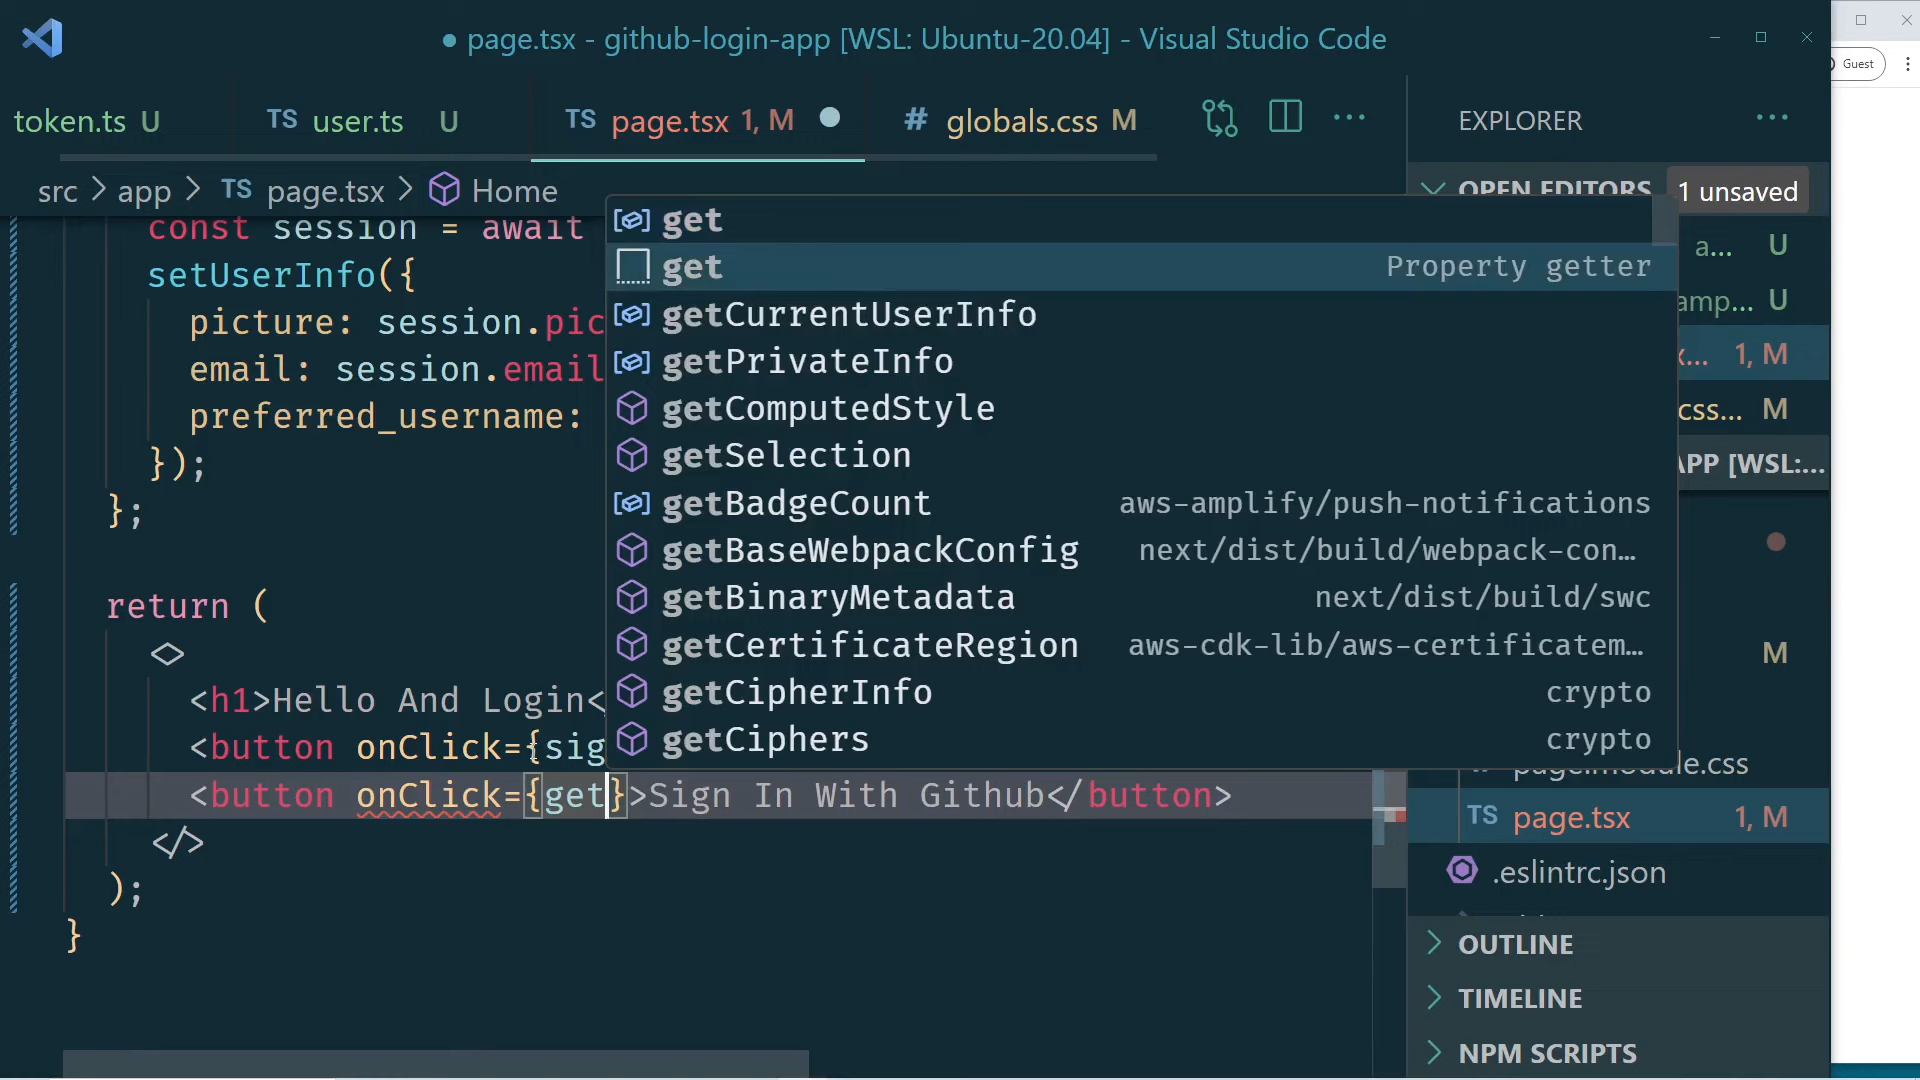 page.tsx - github-login-app [WSL: Ubuntu-20.04] - Visual Studio Code
Guest
token.ts U
TS user.ts U
TS page.tsx 1, M
# globals.css M
EXPLORER
src > app > TS page.tsx > Home
OPEN EDITORS
1 unsaved
const session = await
setUserInfo({
picture: session.pic
email: session.email
preferred_username:
});
};
return (
<>
<h1>Hello And Login<
<button onClick={sig
<button onClick={get}>Sign In With Github</button>
</>
);
}
get
get Property getter
getCurrentUserInfo
getPrivateInfo
getComputedStyle
getSelection
getBadgeCount aws-amplify/push-notifications
getBaseWebpackConfig next/dist/build/webpack-con…
getBinaryMetadata next/dist/build/swc
getCertificateRegion aws-cdk-lib/aws-certificatem…
getCipherInfo crypto
getCiphers crypto
a... U
amp... U
x... 1, M
css... M
APP [WSL:...
M
page.module.css
TS page.tsx 1, M
.eslintrc.json
OUTLINE
TIMELINE
NPM SCRIPTS